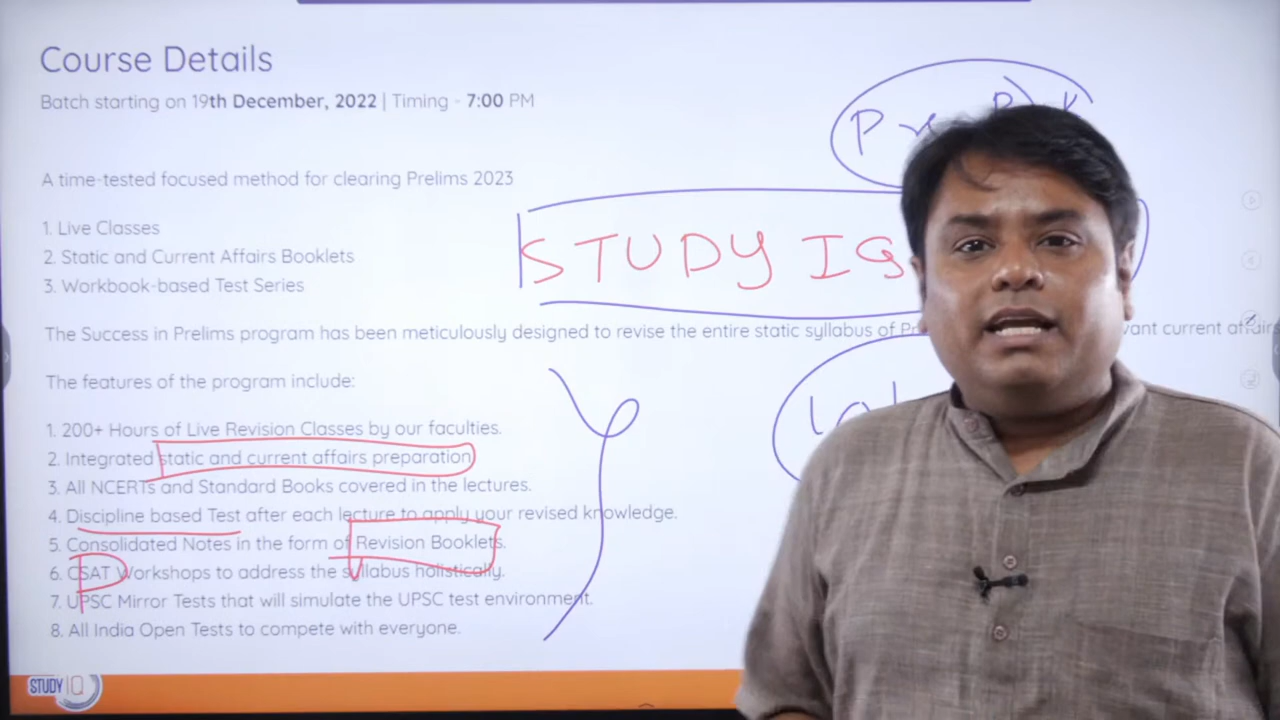 Course Details
Batch starting on 19th December, 2022 | Timing - 7:00 PM
A time-tested focused method for clearing Prelims 2023
1. Live Classes
2. Static and Current Affairs Booklets
3. Workbook-based Test Series
STUDY IQ
The Success in Prelims program has been meticulously designed to revise the entire static syllabus of current affairs
The features of the program include:
1. 200+ Hours of Live Revision Classes by our faculties.
2. Integrated static and current affairs preparation
3. All NCERTs and Standard Books covered in the lectures.
4. Discipline based Test after each lecture to apply your revised knowledge.
5. Consolidated Notes in the form of Revision Booklets.
6. CSAT Workshops to address the syllabus holistically.
7. UPSC Mirror Tests that will simulate the UPSC test environment.
8. All India Open Tests to compete with everyone.
P
STUDY IQ